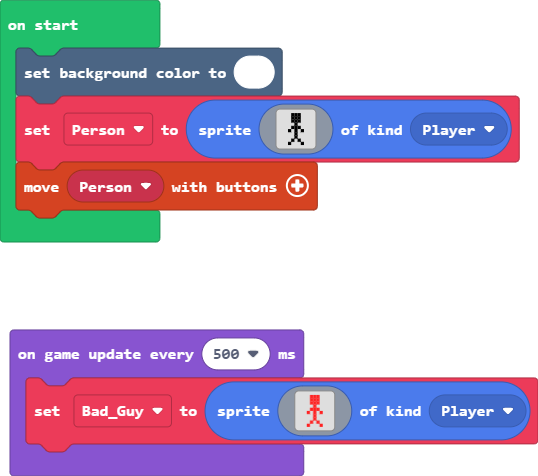 on start
set background color to
set Person to sprite of kind Player
move Person with buttons
on game update every 500 ms
set Bad_Guy to sprite of kind Player